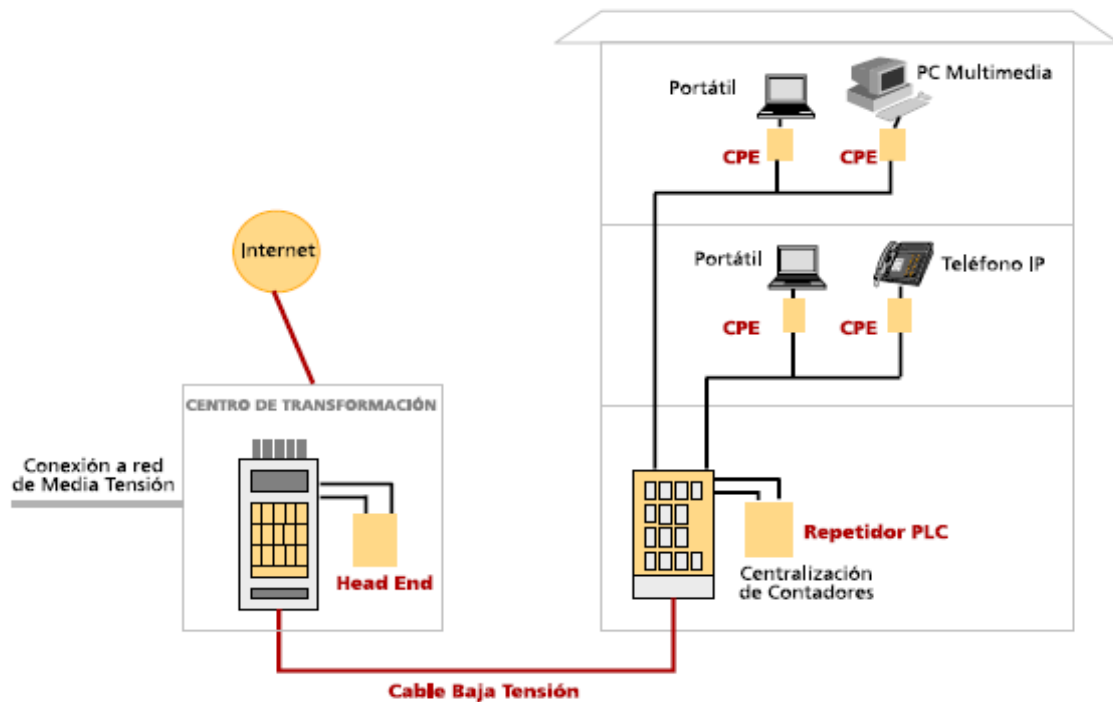 Portátil
PC Multimedia
CPE
CPE
Internet
Portátil
Teléfono IP
CPE
CPE
CENTRO DE TRANSFORMACIÓN
Conexión a red
de Media Tensión
Head End
Repetidor PLC
Centralización
de Contadores
Cable Baja Tensión